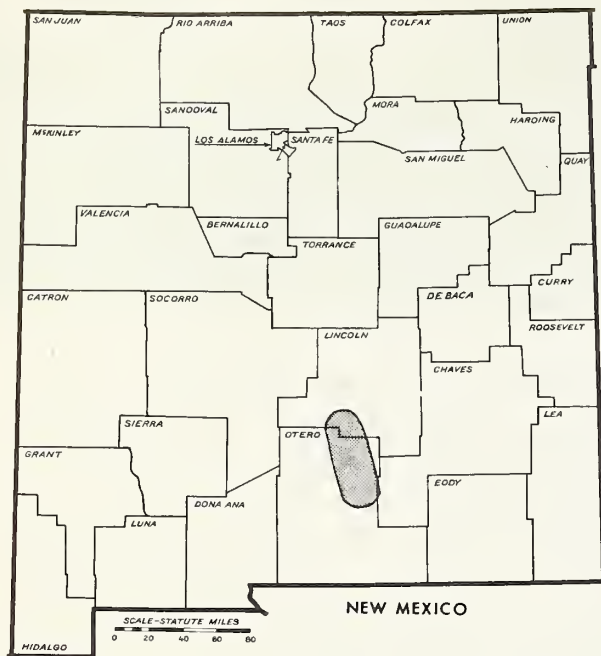 SAN JUAN
RIO ARRIBA
TAOS
COLFAX
UNION
SANDOVAL
MORA
HARDING
McKINLEY
LOS ALAMOS
SANTA FE
SAN MIGUEL
QUAY
VALENCIA
BERNALILLO
TORRANCE
GUADALUPE
CATRON
SOCORRO
DE BACA
CURRY
LINCOLN
ROOSEVELT
CHAVES
SIERRA
OTERO
LEA
GRANT
EDDY
DONA ANA
LUNA
NEW MEXICO
SCALE-STATUTE MILES
0 20 40 60 80
HIDALGO